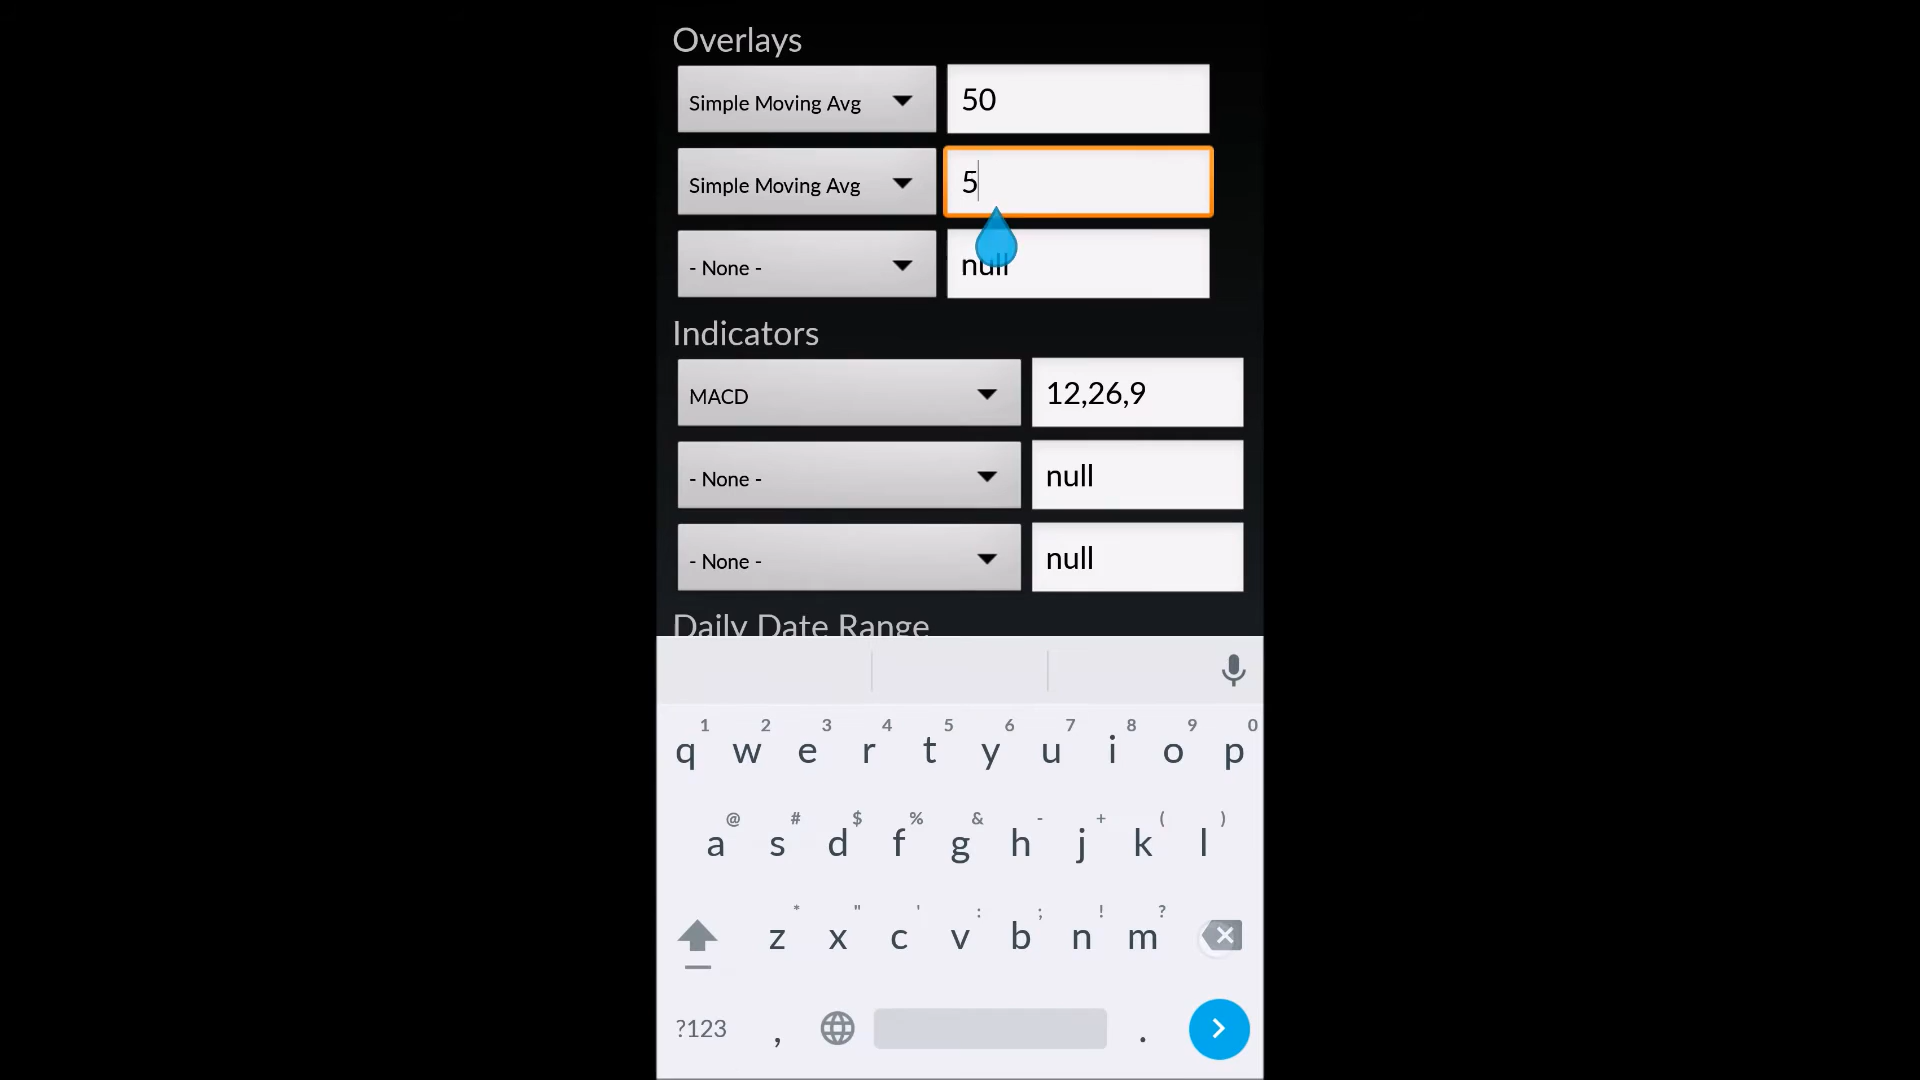 Overlays
Simple Moving Avg 50
Simple Moving Avg 5
- None - null
Indicators
MACD 12,26,9
- None - null
- None - null
Daily Date Range
1 2 3 4 5 6 7 8 9 0
q w e r t y u i o p
@ # $ % & - + ( )
a s d f g h j k l
* " ' : ; ! ?
z x c v b n m
?123 , .